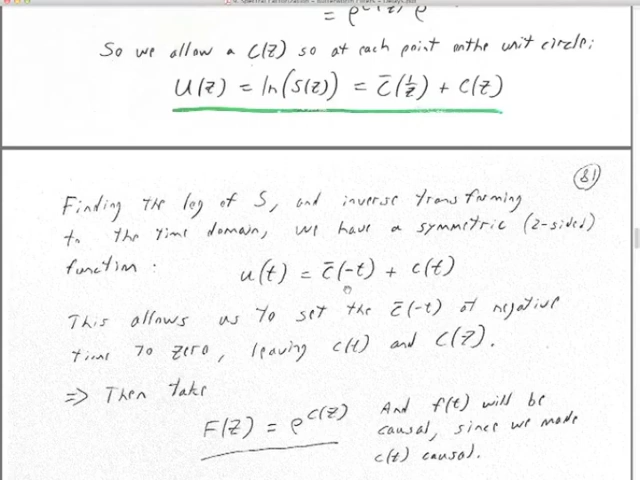 = e^C(1/z) e
So we allow a C(z) so at each point on the unit circle;
U(z) = ln(S(z)) = C̄(1/z) + C(z)
81
Finding the log of S, and inverse transforming
to the time domain, we have a symmetric (2-sided)
function:
u(t) = c̄(-t) + c(t)
This allows us to set the c̄(-t) at negative
time to zero, leaving c(t) and C(z).
⇒ Then take
F(z) = e^C(z) And f(t) will be
causal, since we made
c(t) causal.